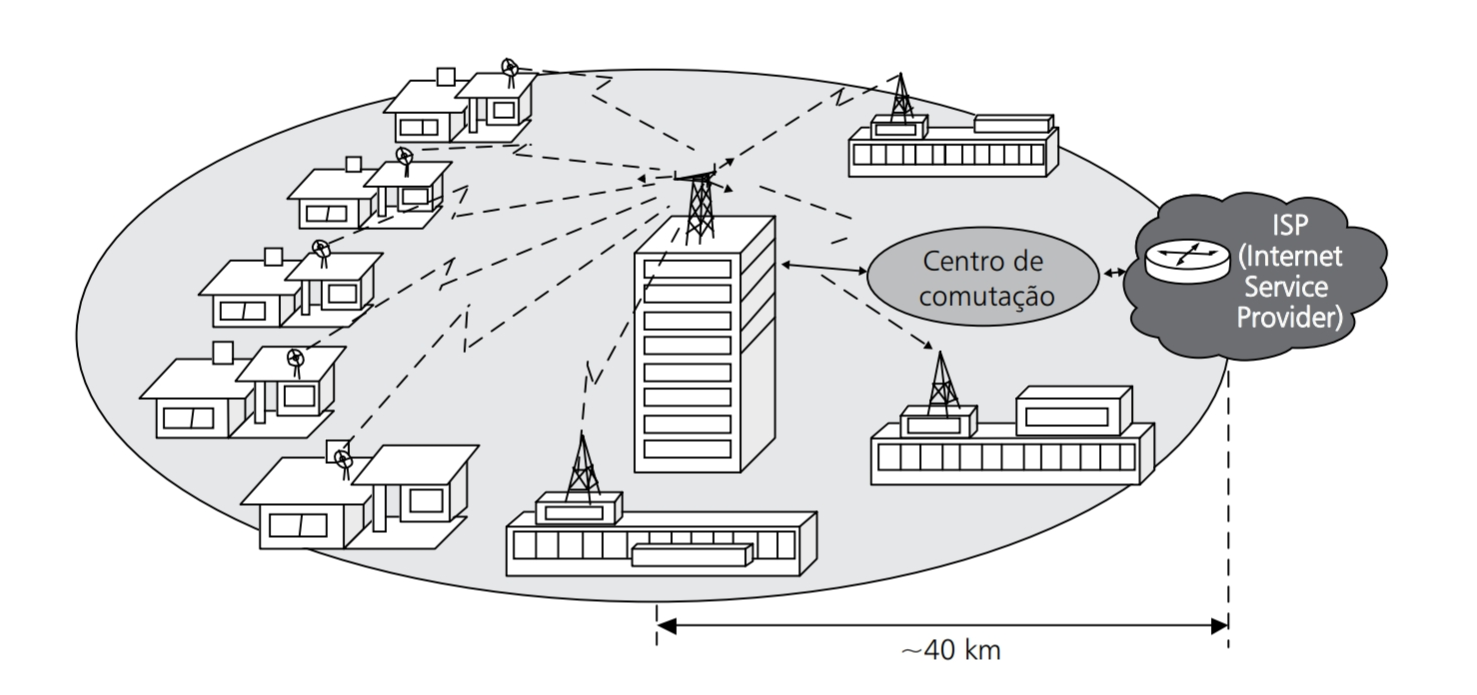 ISP
(Internet
Service
Provider)
Centro de
comutação
~40 km